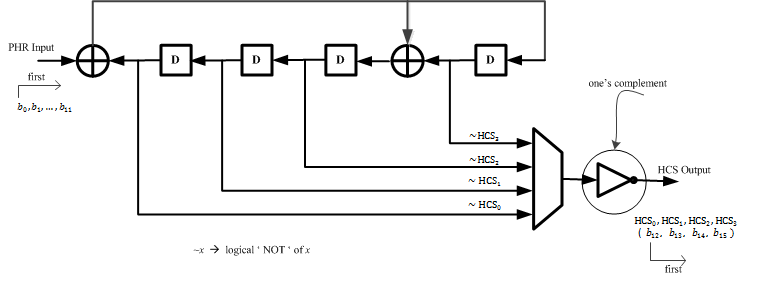 PHR Input
first
b₀,b₁, ... , b₁₁
D
D
D
D
one's complement
~ HCS₃
~ HCS₂
~ HCS₁
~ HCS₀
HCS Output
HCS₀, HCS₁, HCS₂, HCS₃
( b₁₂, b₁₃, b₁₄, b₁₅ )
first
~x → logical ' NOT ' of x